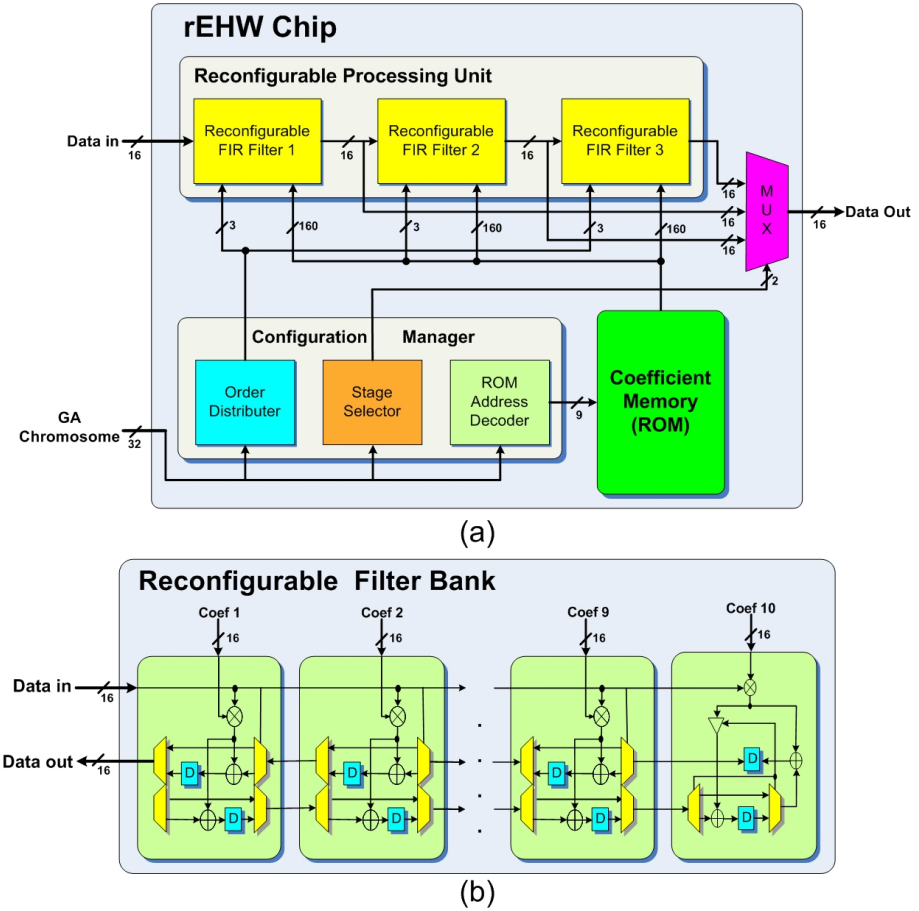 rEHW Chip
Reconfigurable Processing Unit
Reconfigurable
FIR Filter 1
Reconfigurable
FIR Filter 2
Reconfigurable
FIR Filter 3
Data in
16
16
16
16
16
16
MUX
16
Data Out
3
160
3
160
3
160
2
Configuration Manager
Order
Distributer
Stage
Selector
ROM
Address
Decoder
9
Coefficient
Memory
(ROM)
GA
Chromosome
32
(a)
Reconfigurable Filter Bank
Coef 1
Coef 2
Coef 9
Coef 10
16
16
16
16
Data in
16
Data out
16
D
D
D
D
D
D
D
D
(b)